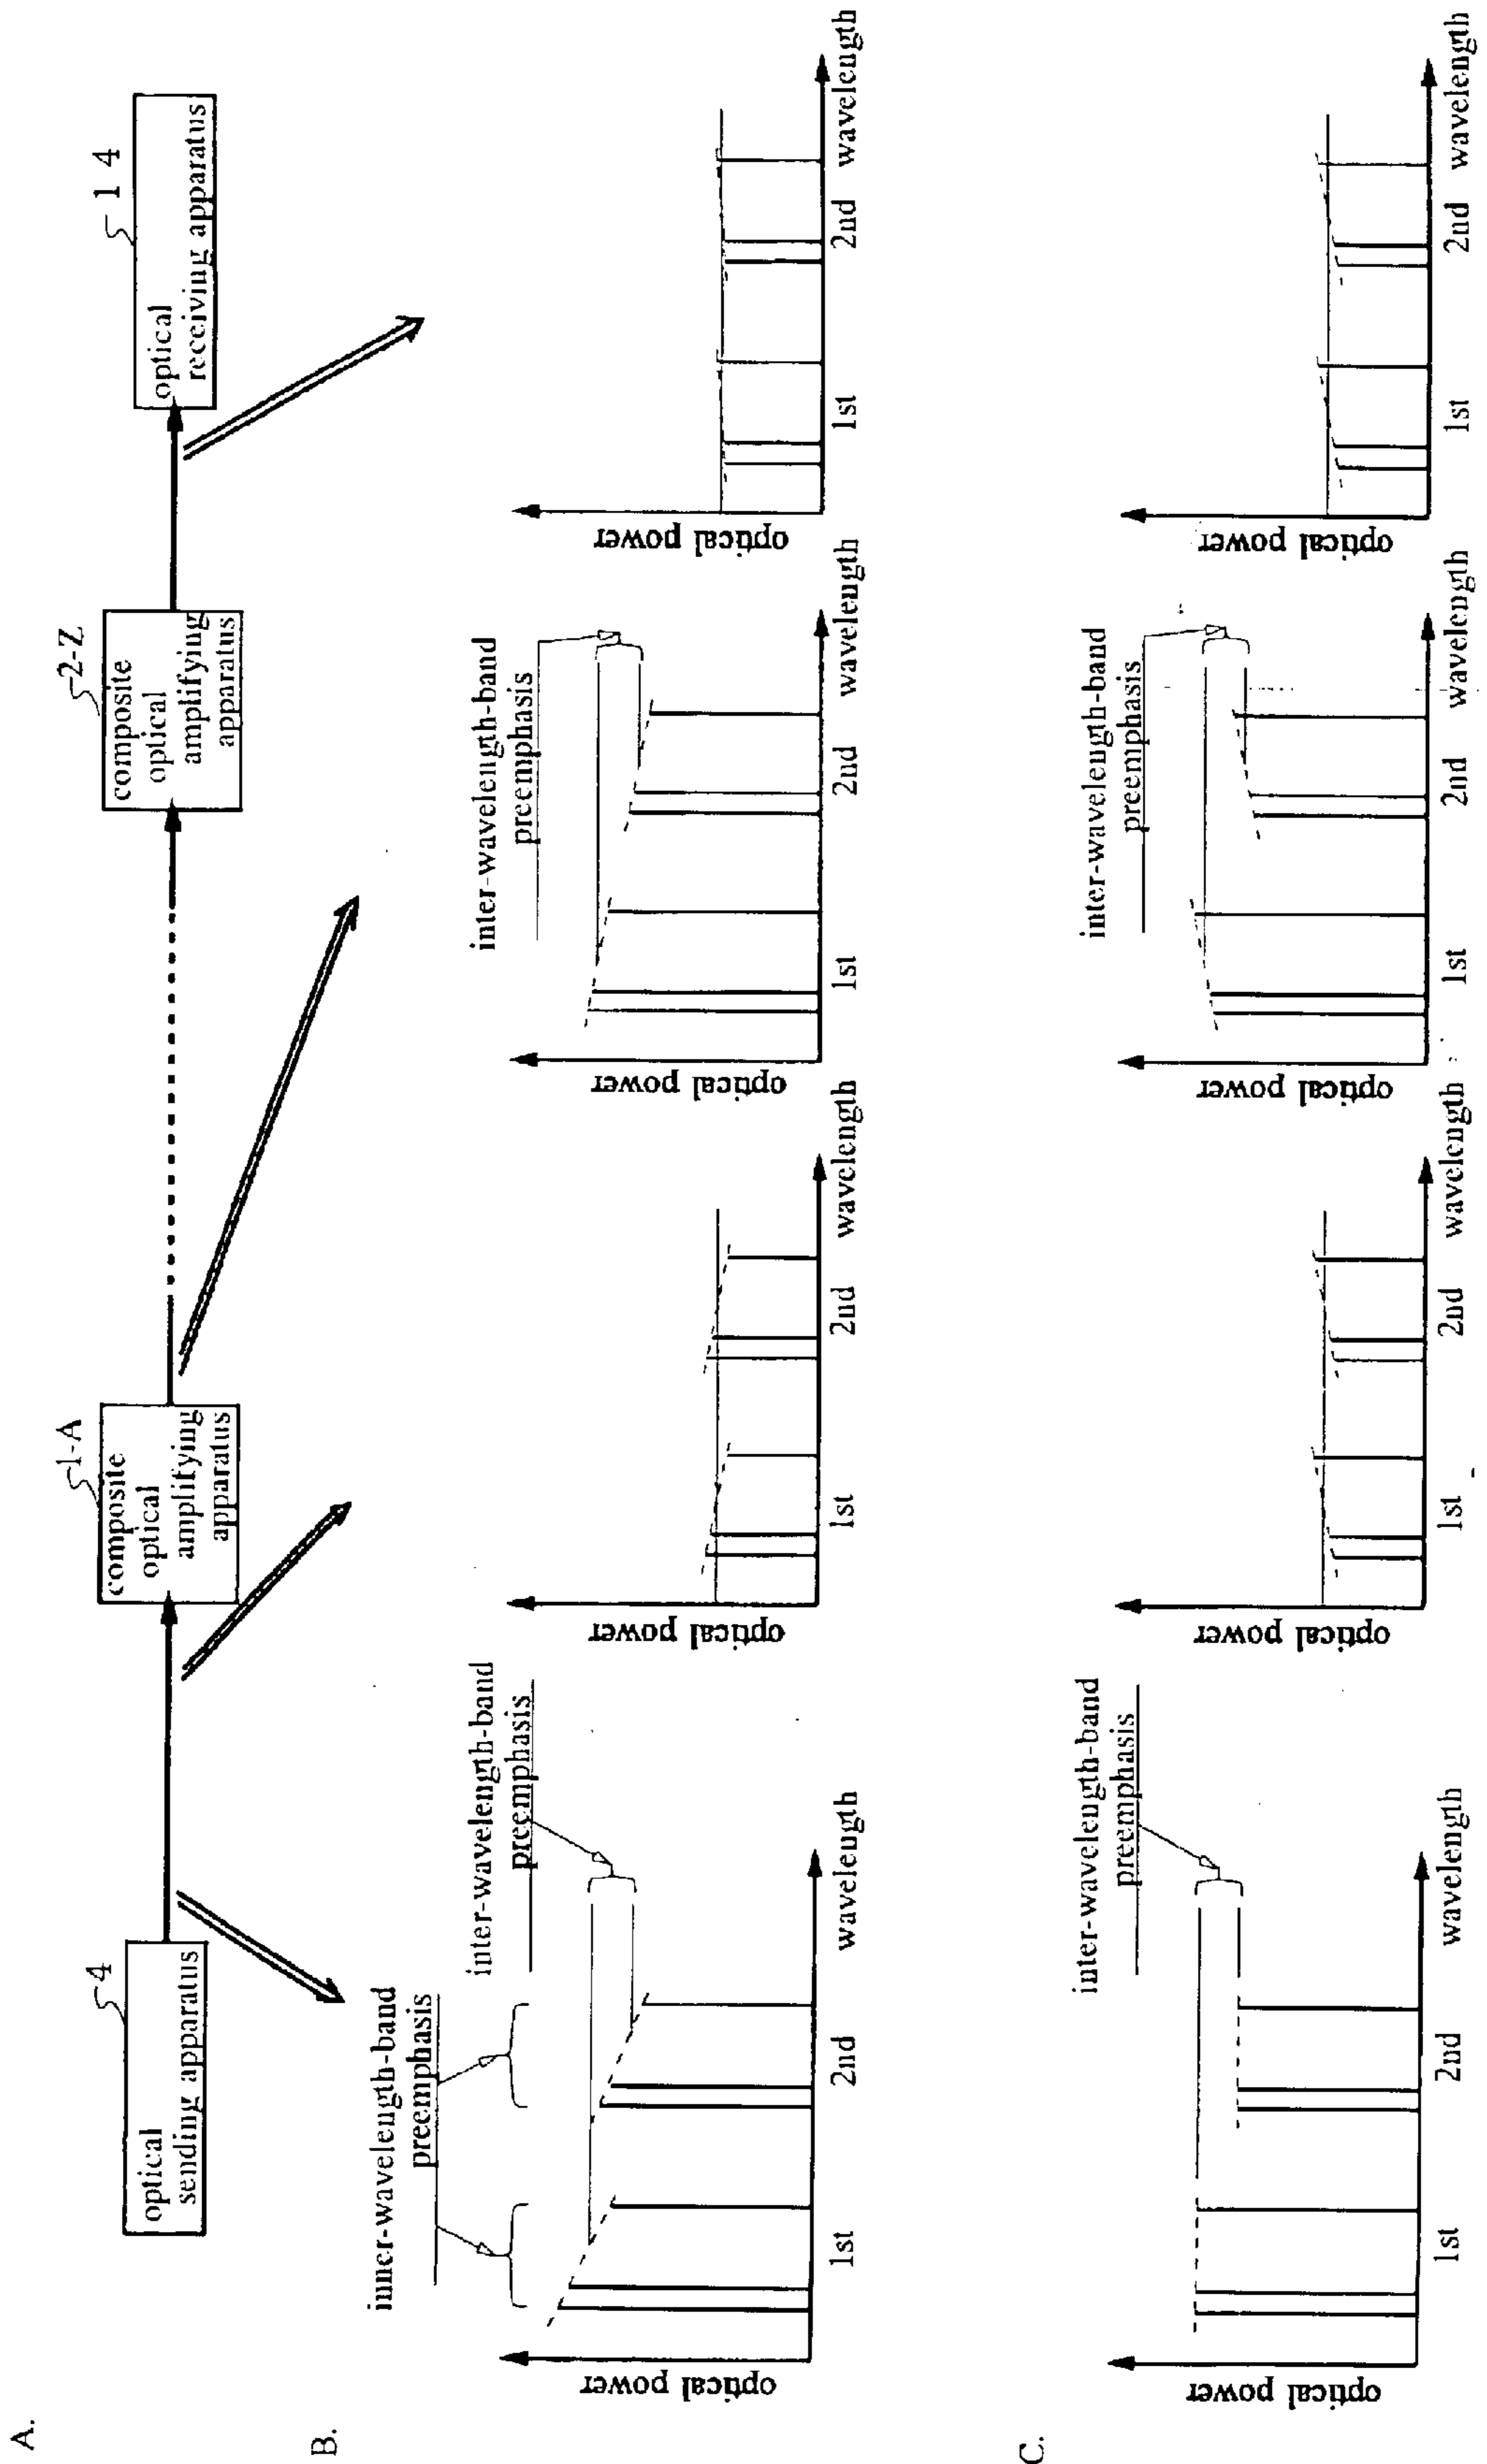 A.
optical
sending apparatus
4
composite
optical
amplifying
apparatus
1-A
composite
optical
amplifying
apparatus
2-Z
optical
receiving apparatus
1 4
B.
optical power
inner-wavelength-band
preemphasis
inter-wavelength-band
preemphasis
1st
2nd
wavelength
optical power
1st
2nd
wavelength
optical power
inter-wavelength-band
preemphasis
1st
2nd
wavelength
optical power
1st
2nd
wavelength
C.
optical power
inter-wavelength-band
preemphasis
1st
2nd
wavelength
optical power
1st
2nd
wavelength
optical power
inter-wavelength-band
preemphasis
1st
2nd
wavelength
optical power
1st
2nd
wavelength